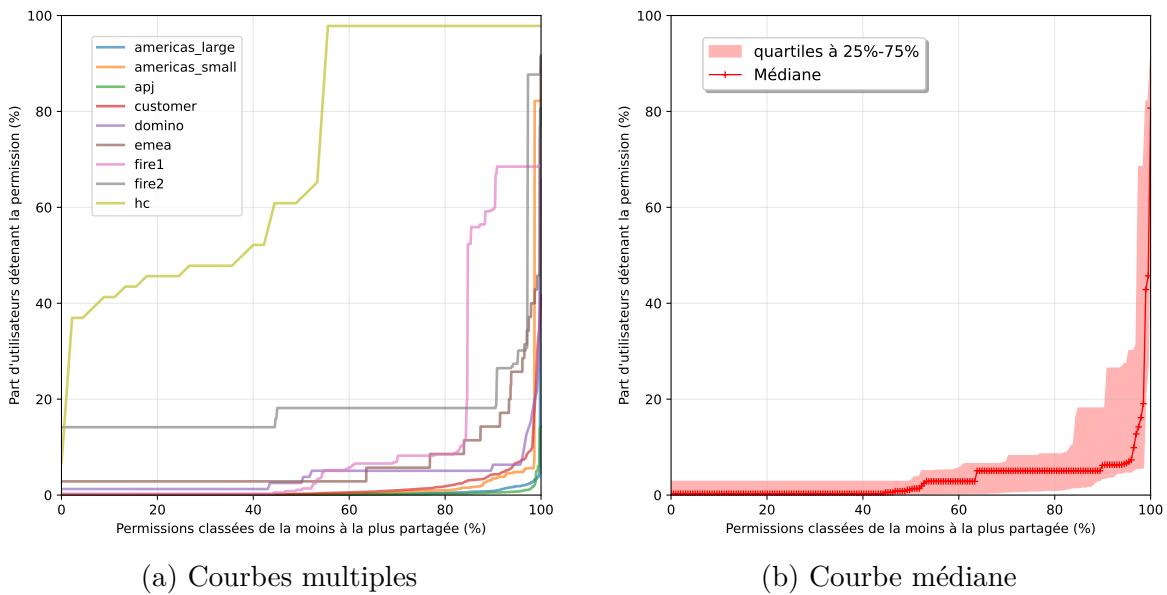 100
80
60
40
20
0
Part d'utilisateurs détenant la permission (%)
americas_large
americas_small
apj
customer
domino
emea
fire1
fire2
hc
0 20 40 60 80 100
Permissions classées de la moins à la plus partagée (%)
(a) Courbes multiples
100
80
60
40
20
0
Part d'utilisateurs détenant la permission (%)
quartiles à 25%-75%
Médiane
0 20 40 60 80 100
Permissions classées de la moins à la plus partagée (%)
(b) Courbe médiane